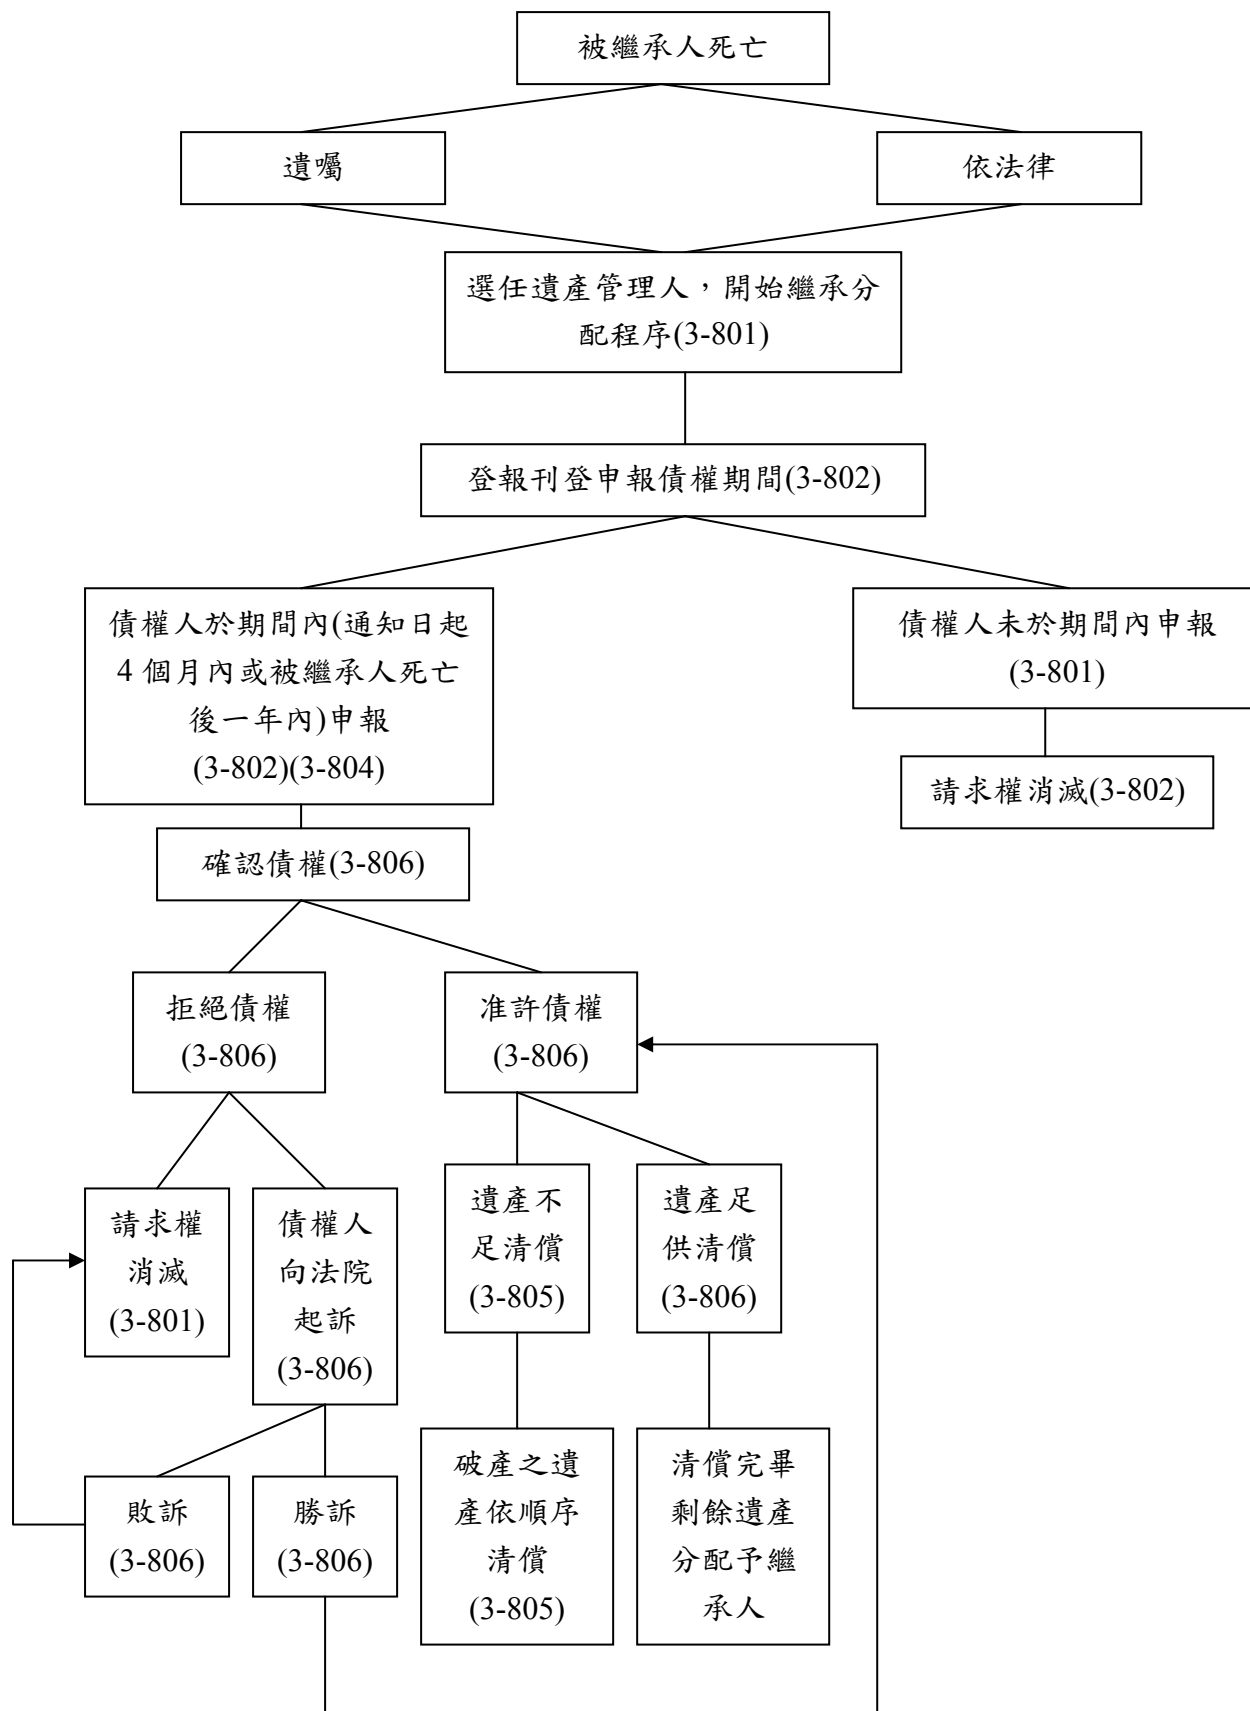 被繼承人死亡
遺囑
依法律
選任遺產管理人，開始繼承分
配程序(3-801)
登報刊登申報債權期間(3-802)
債權人於期間內(通知日起
4 個月內或被繼承人死亡
後一年內)申報
(3-802)(3-804)
債權人未於期間內申報
(3-801)
請求權消滅(3-802)
確認債權(3-806)
拒絕債權
(3-806)
准許債權
(3-806)
請求權
消滅
(3-801)
債權人
向法院
起訴
(3-806)
遺產不
足清償
(3-805)
遺產足
供清償
(3-806)
敗訴
(3-806)
勝訴
(3-806)
破產之遺
產依順序
清償
(3-805)
清償完畢
剩餘遺產
分配予繼
承人